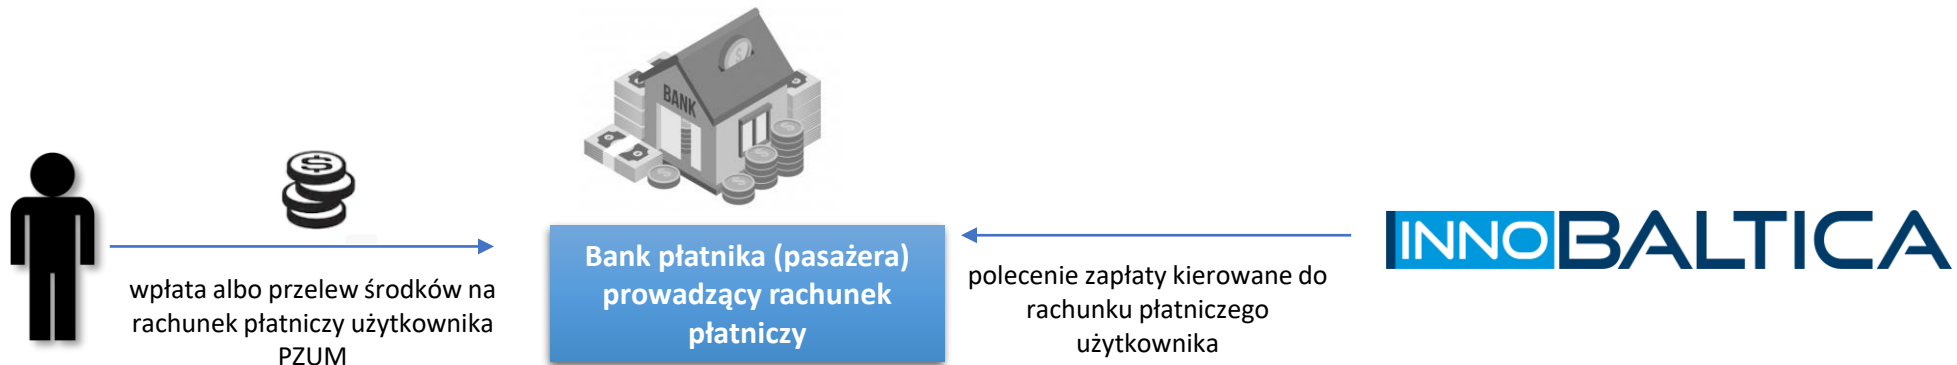 BANK
wpłata albo przelew środków na
rachunek płatniczy użytkownika
PZUM
Bank płatnika (pasażera)
prowadzący rachunek
płatniczy
polecenie zapłaty kierowane do
rachunku płatniczego
użytkownika
INNOBALTICA